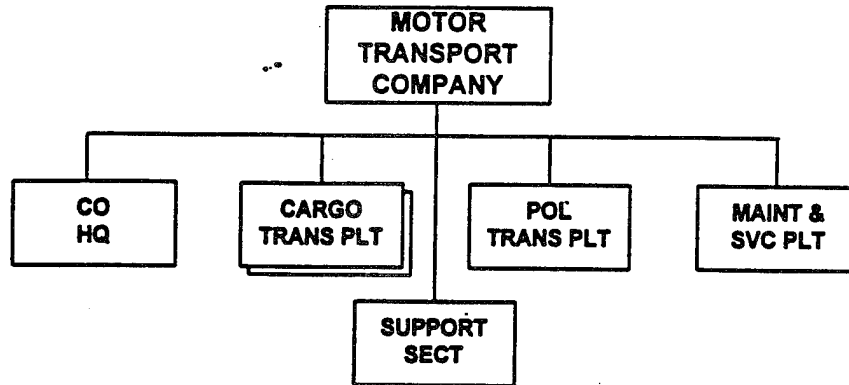 MOTOR
TRANSPORT
COMPANY
CO
HQ
CARGO
TRANS PLT
POL
TRANS PLT
MAINT &
SVC PLT
SUPPORT
SECT